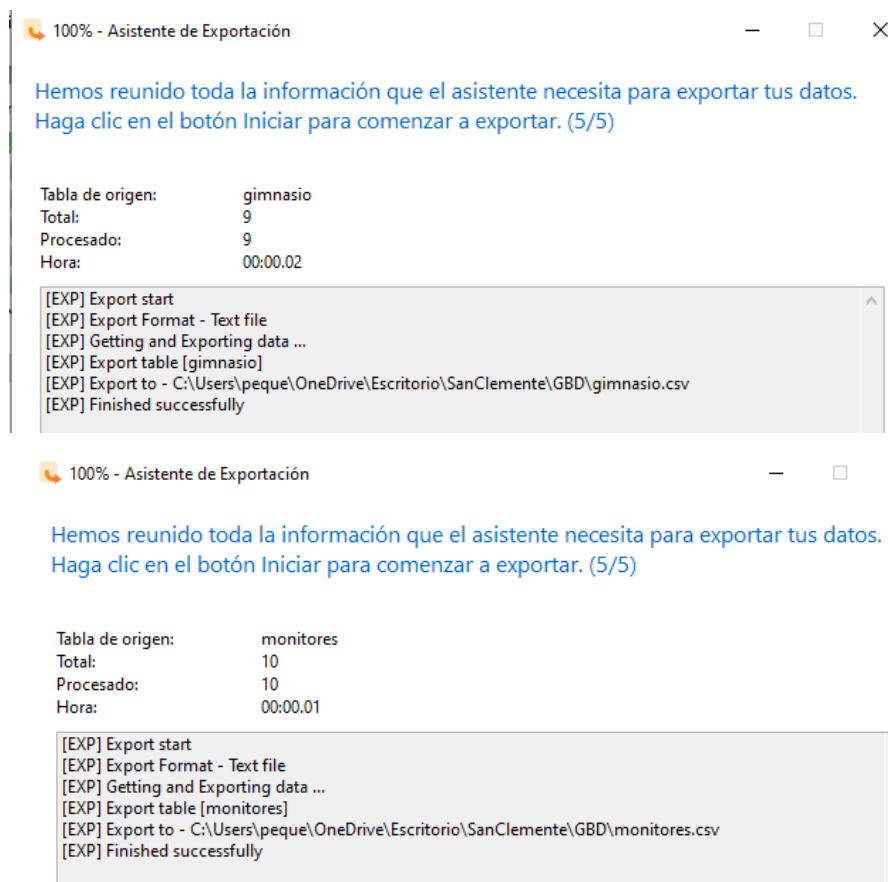 100% - Asistente de Exportación
Hemos reunido toda la información que el asistente necesita para exportar tus datos.
Haga clic en el botón Iniciar para comenzar a exportar. (5/5)
Tabla de origen: gimnasio
Total: 9
Procesado: 9
Hora: 00:00.02
[EXP] Export start
[EXP] Export Format - Text file
[EXP] Getting and Exporting data ...
[EXP] Export table [gimnasio]
[EXP] Export to - C:\Users\peque\OneDrive\Escritorio\SanClemente\GBD\gimnasio.csv
[EXP] Finished successfully
100% - Asistente de Exportación
Hemos reunido toda la información que el asistente necesita para exportar tus datos.
Haga clic en el botón Iniciar para comenzar a exportar. (5/5)
Tabla de origen: monitores
Total: 10
Procesado: 10
Hora: 00:00.01
[EXP] Export start
[EXP] Export Format - Text file
[EXP] Getting and Exporting data ...
[EXP] Export table [monitores]
[EXP] Export to - C:\Users\peque\OneDrive\Escritorio\SanClemente\GBD\monitores.csv
[EXP] Finished successfully